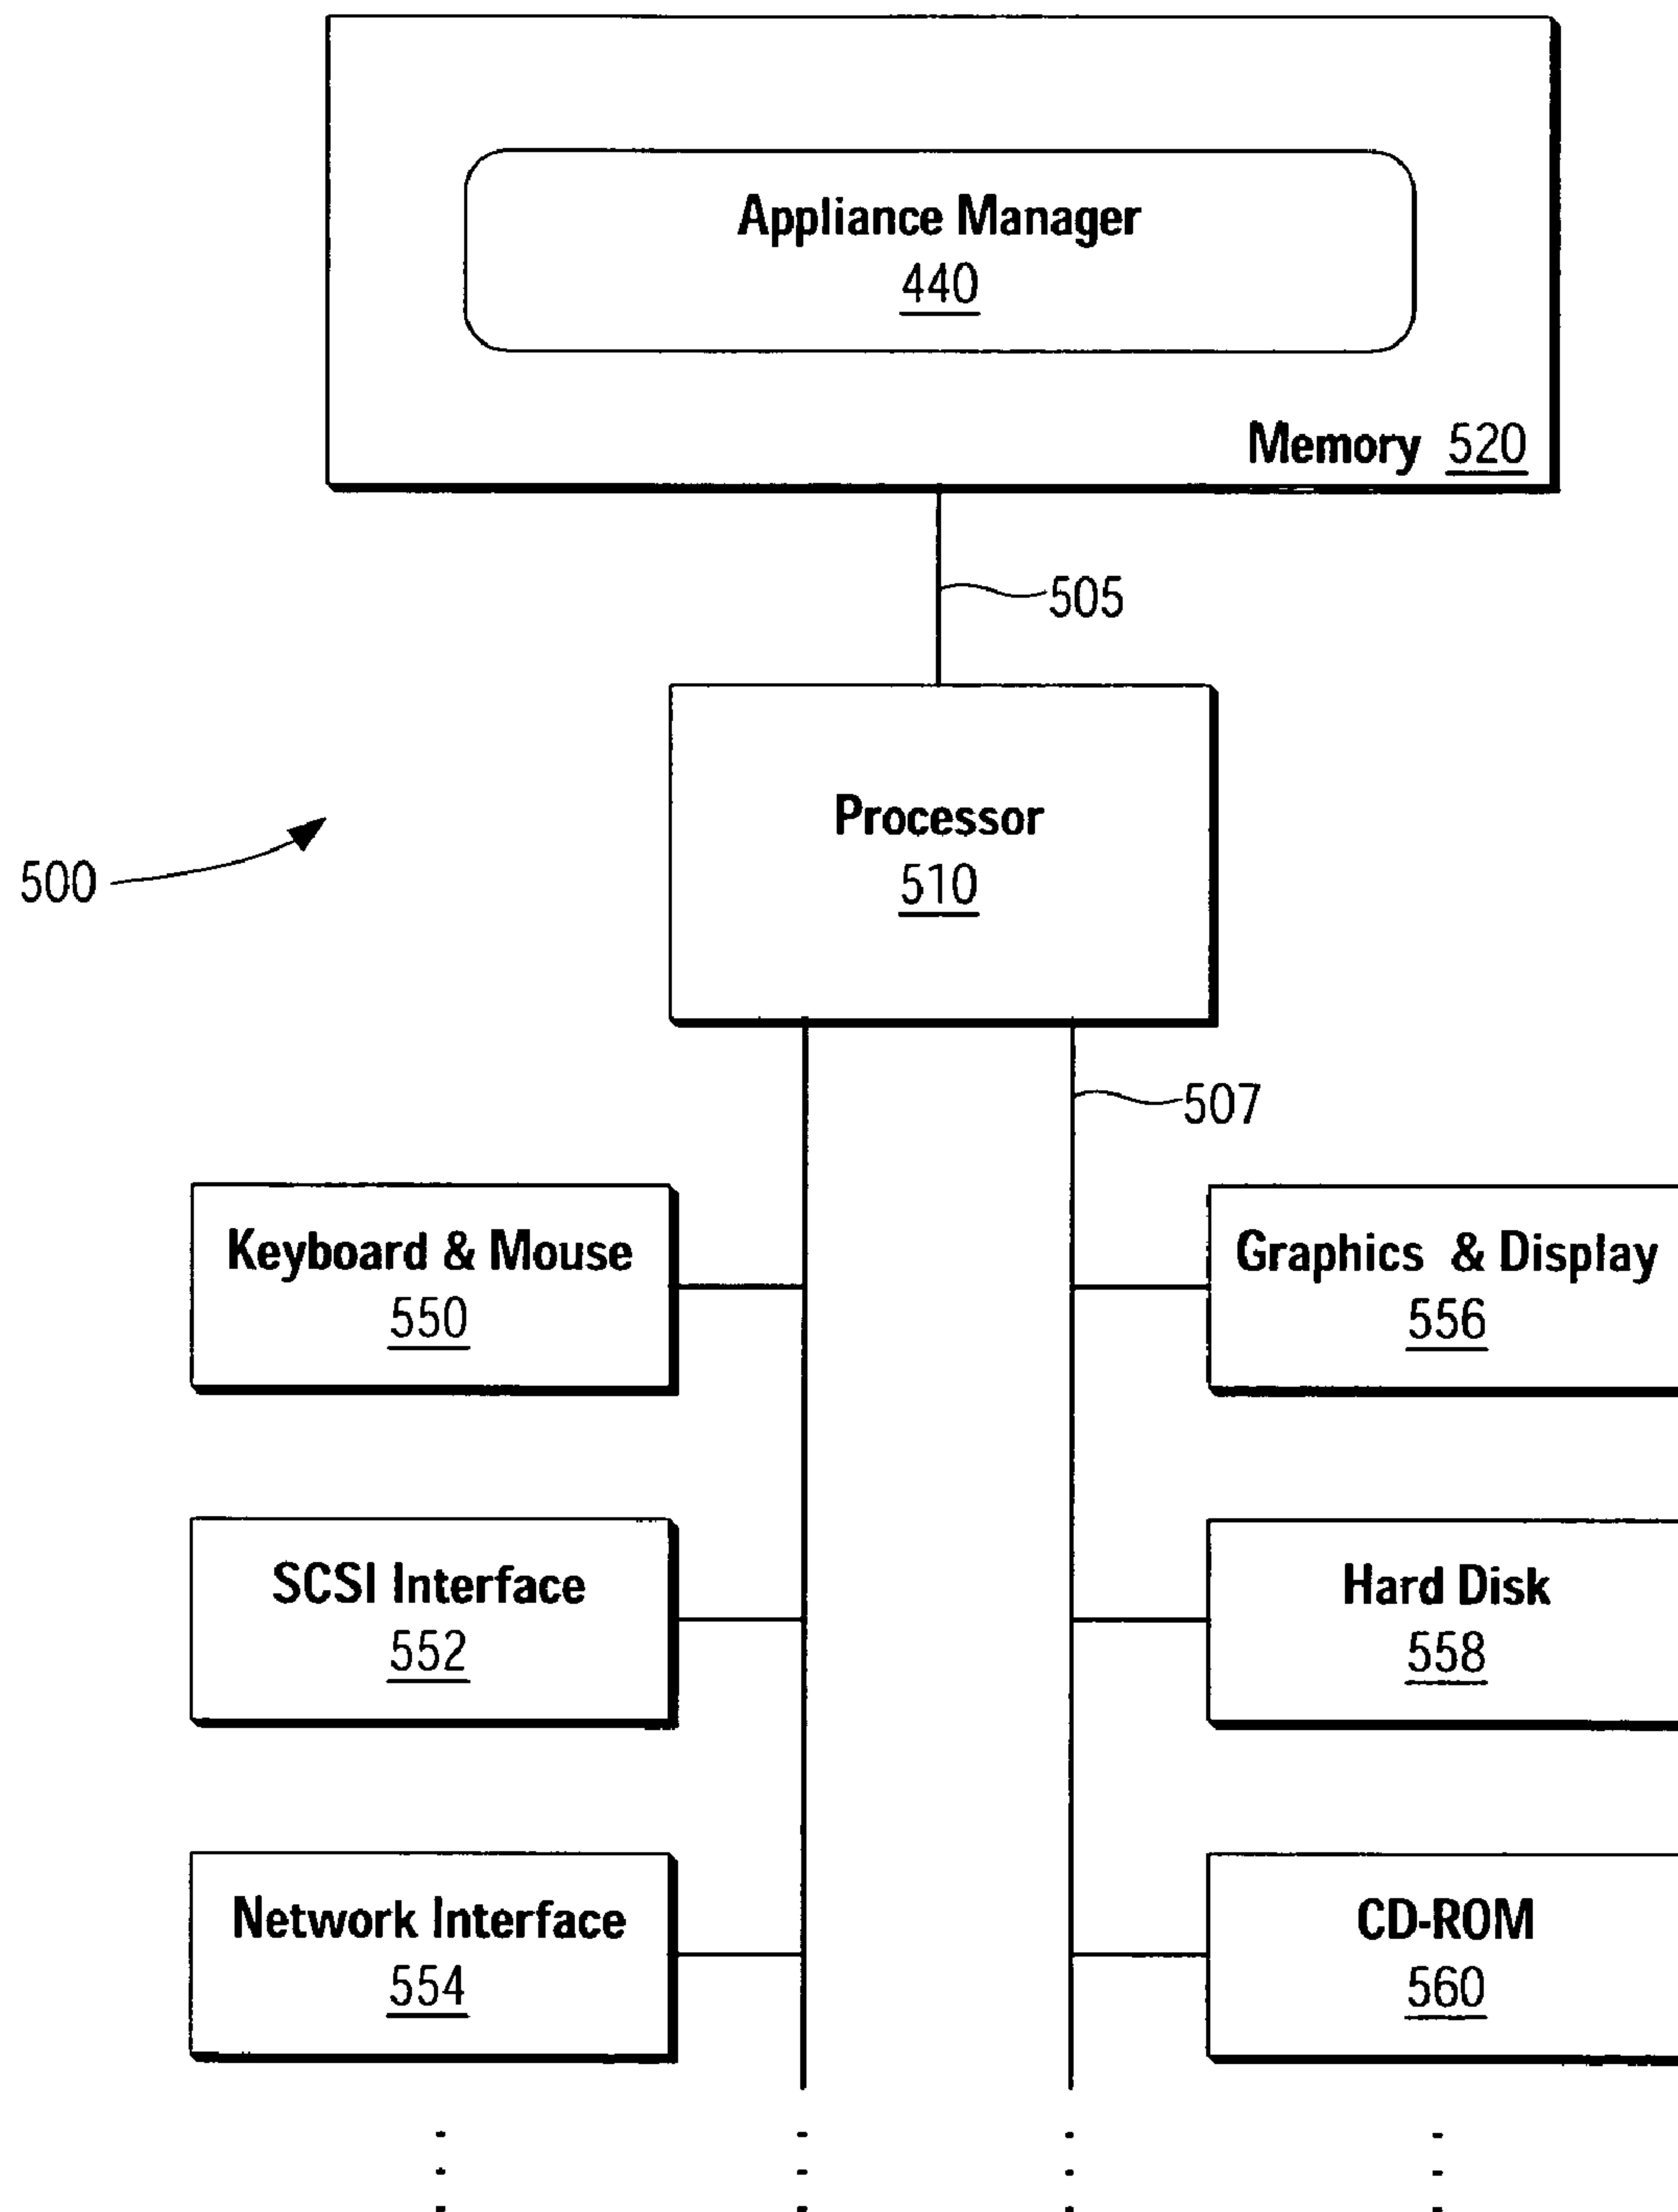 Appliance Manager
440
Memory 520
505
Processor
510
500
507
Keyboard & Mouse
550
Graphics & Display
556
SCSI Interface
552
Hard Disk
558
Network Interface
554
CD-ROM
560